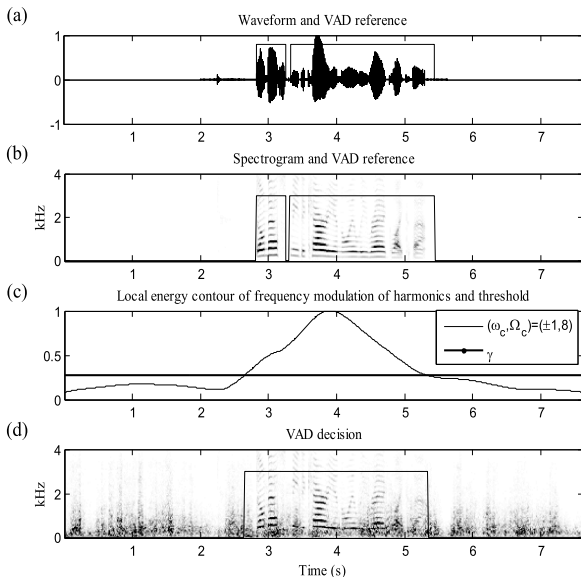 (a)
Waveform and VAD reference
1
0
-1
1 2 3 4 5 6 7
(b)
Spectrogram and VAD reference
4
2
0
kHz
1 2 3 4 5 6 7
(c)
Local energy contour of frequency modulation of harmonics and threshold
1
0.5
0
(ω_c,Ω_c)=(±1,8)
γ
1 2 3 4 5 6 7
(d)
VAD decision
4
2
0
kHz
1 2 3 4 5 6 7
Time (s)